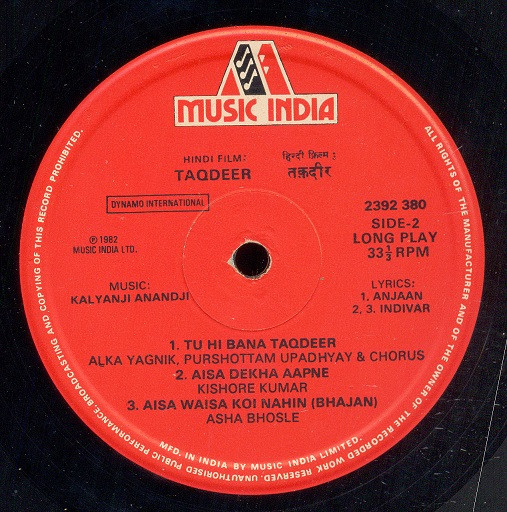 MUSIC INDIA
HINDI FILM:
TAQDEER
हिन्दी फ़िल्म :
तक़दीर
DYNAMO INTERNATIONAL
2392 380
SIDE-2
LONG PLAY
33⅓ RPM
℗ 1982
MUSIC INDIA LTD.
MUSIC:
KALYANJI ANANDJI
LYRICS:
1. ANJAAN
2, 3. INDIVAR
1. TU HI BANA TAQDEER
ALKA YAGNIK, PURSHOTTAM UPADHYAY & CHORUS
2. AISA DEKHA AAPNE
KISHORE KUMAR
3. AISA WAISA KOI NAHIN (BHAJAN)
ASHA BHOSLE
MFD. IN INDIA BY MUSIC INDIA LIMITED.
ALL RIGHTS OF THE MANUFACTURER AND OF THE OWNER OF THE RECORDED WORK RESERVED. UNAUTHORISED PUBLIC PERFORMANCE BROADCASTING AND COPYING OF THIS RECORD PROHIBITED.